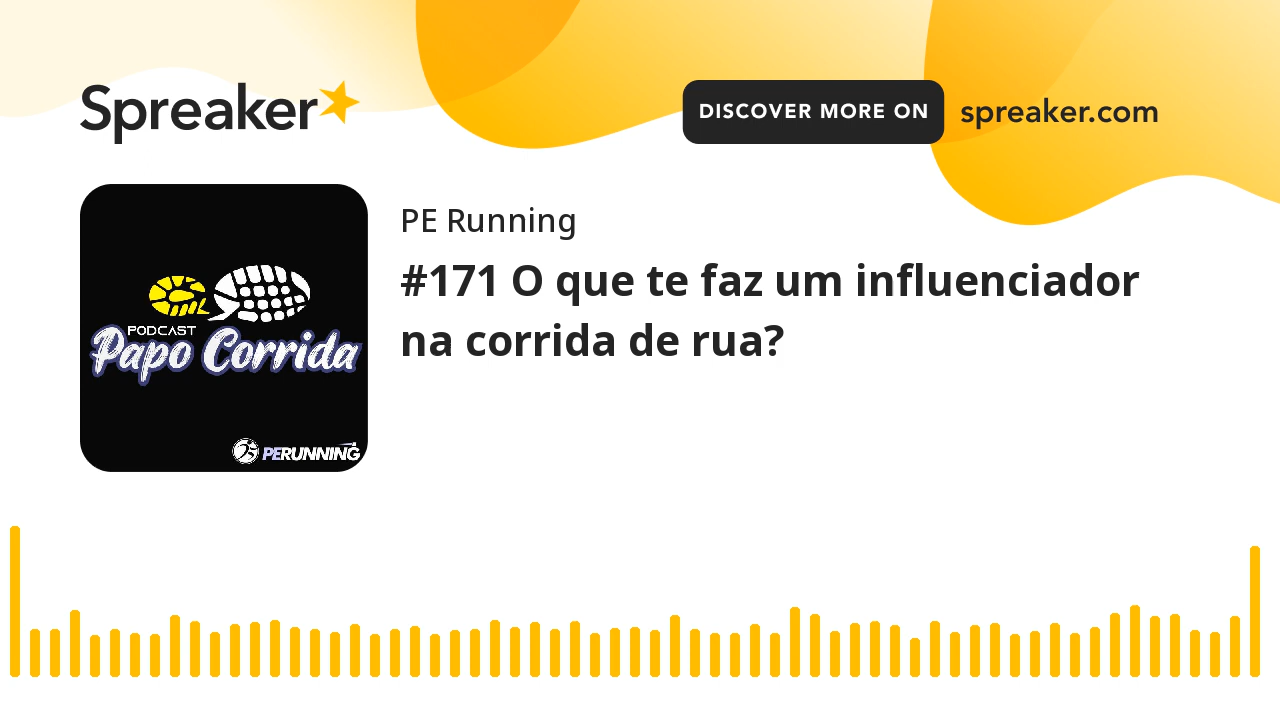 Spreaker
DISCOVER MORE ON
spreaker.com
PE Running
#171 O que te faz um influenciador
na corrida de rua?
PODCAST
Papo Corrida
PERUNNING